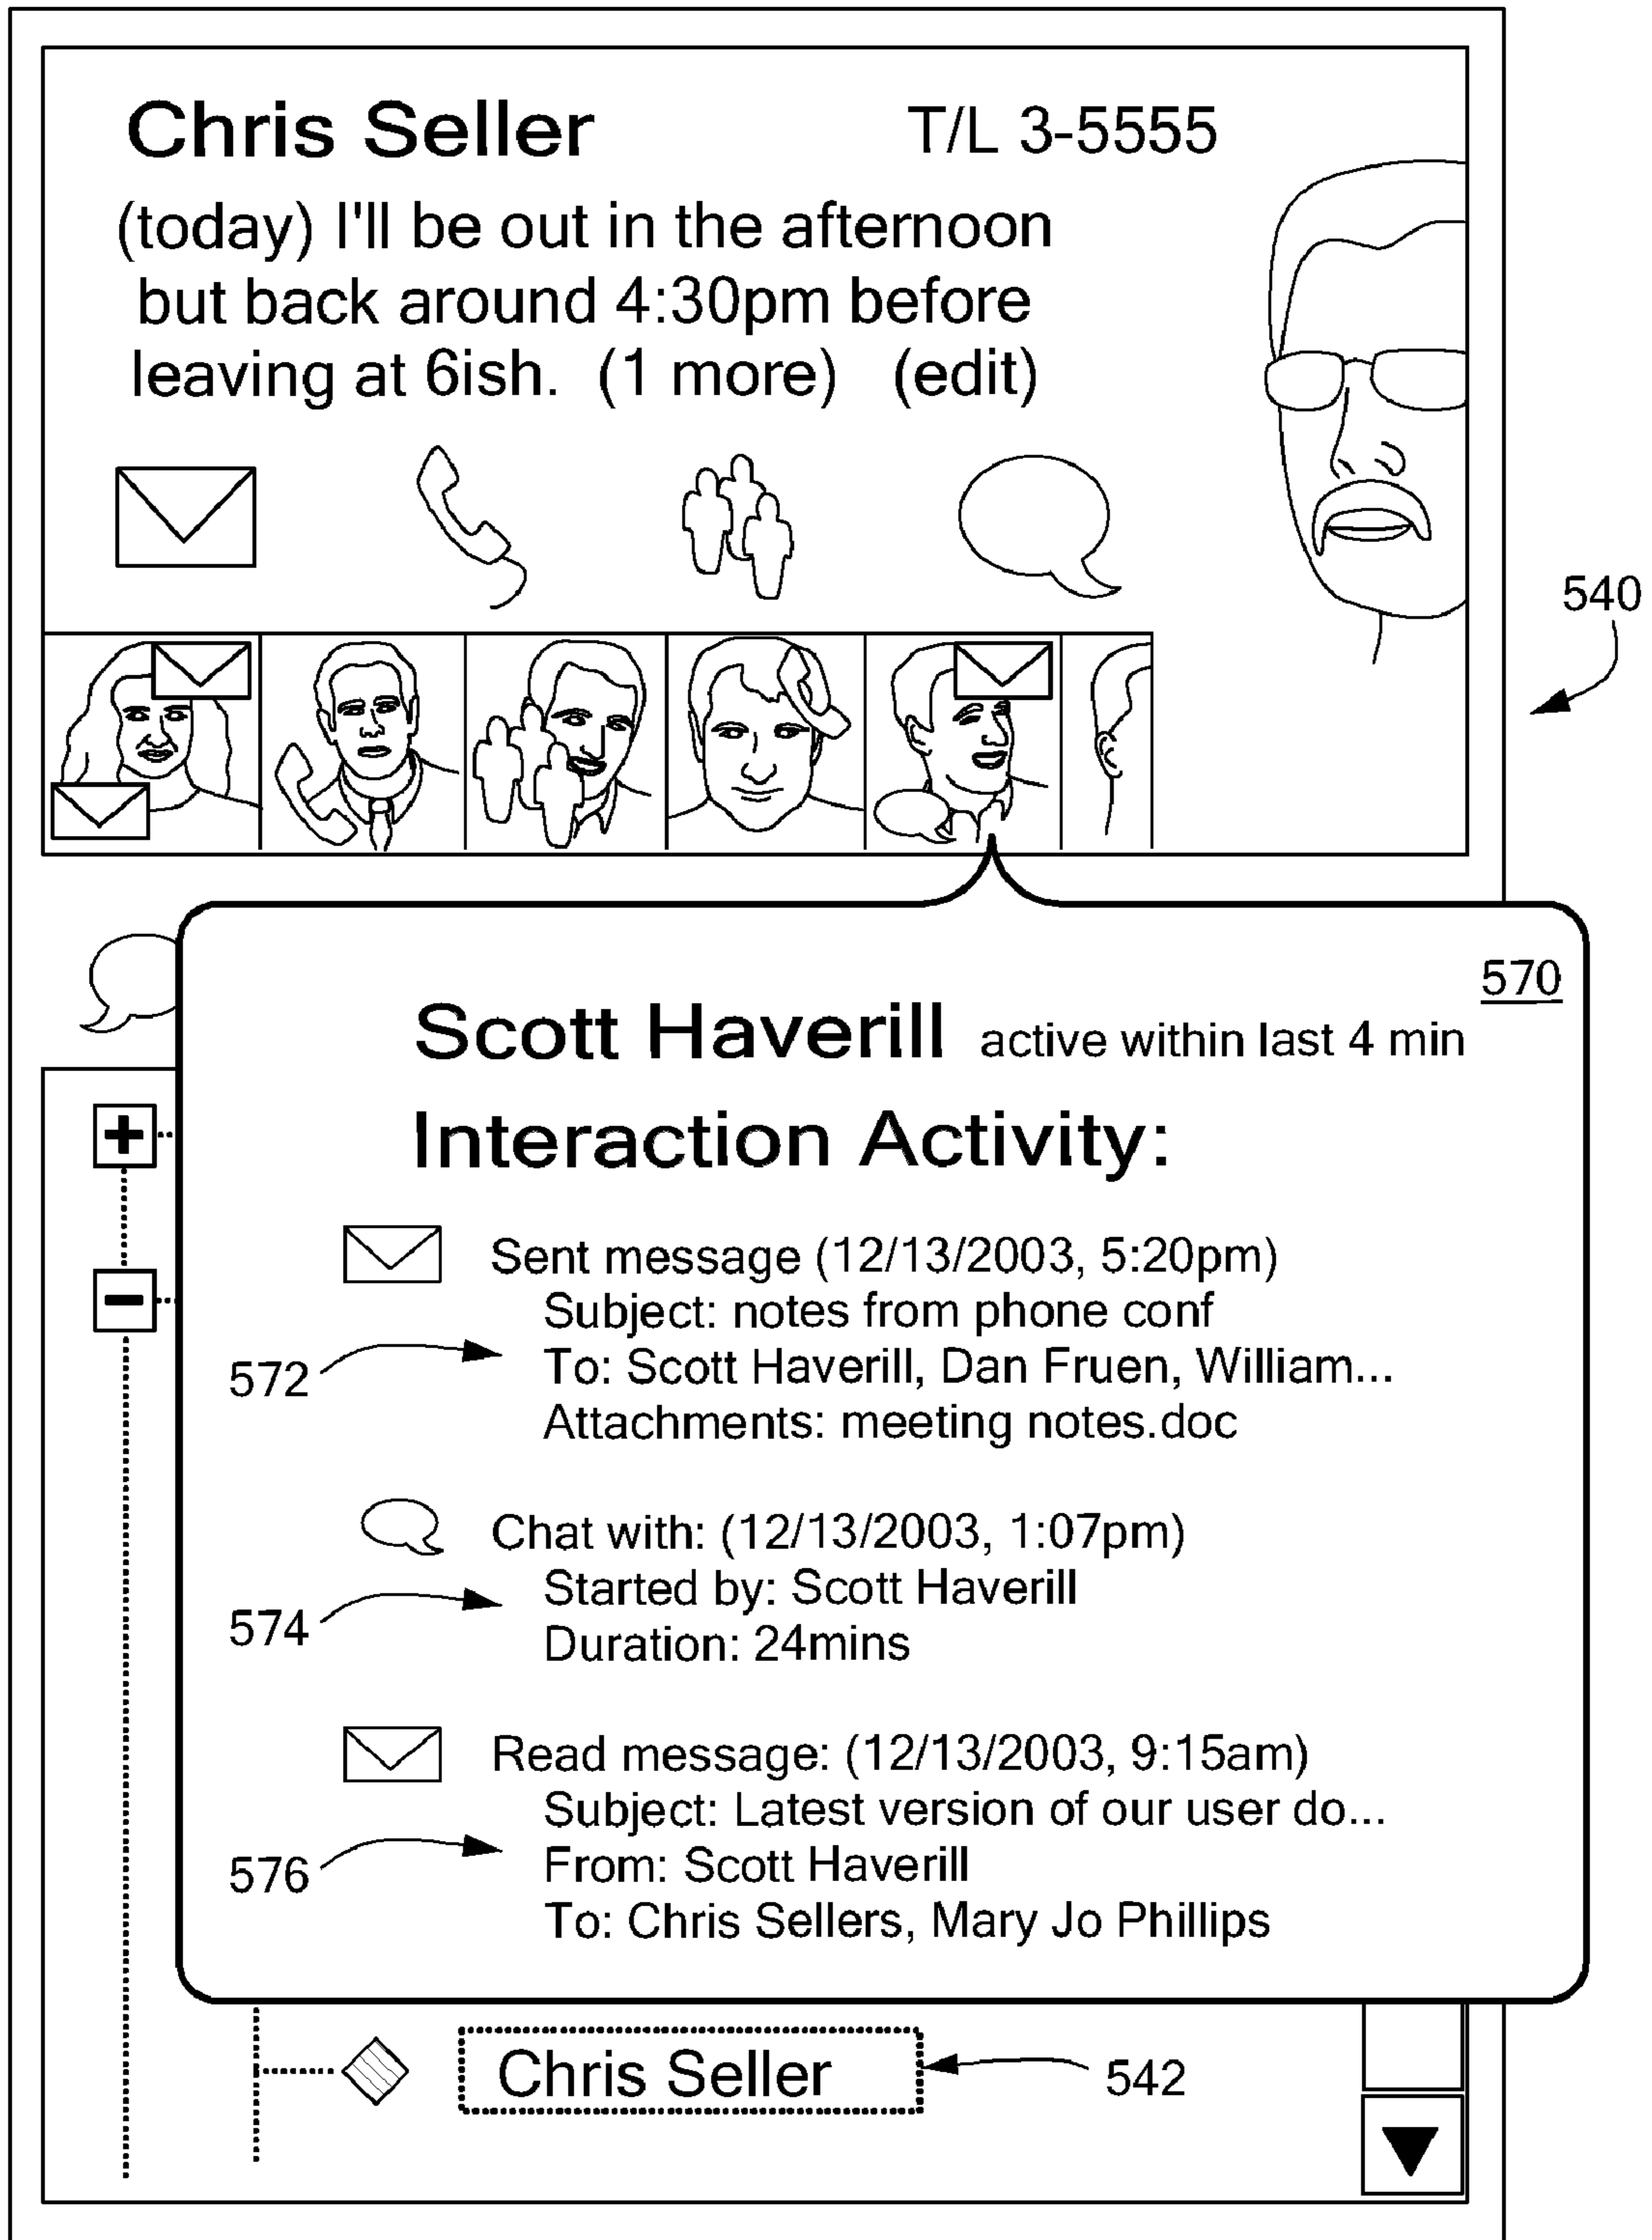 Chris Seller T/L 3-5555
(today) I'll be out in the afternoon
but back around 4:30pm before
leaving at 6ish. (1 more) (edit)
540
570
Scott Haverill active within last 4 min
Interaction Activity:
Sent message (12/13/2003, 5:20pm)
Subject: notes from phone conf
572 To: Scott Haverill, Dan Fruen, William...
Attachments: meeting notes.doc
Chat with: (12/13/2003, 1:07pm)
Started by: Scott Haverill
574
Duration: 24mins
Read message: (12/13/2003, 9:15am)
Subject: Latest version of our user do...
576 From: Scott Haverill
To: Chris Sellers, Mary Jo Phillips
Chris Seller 542